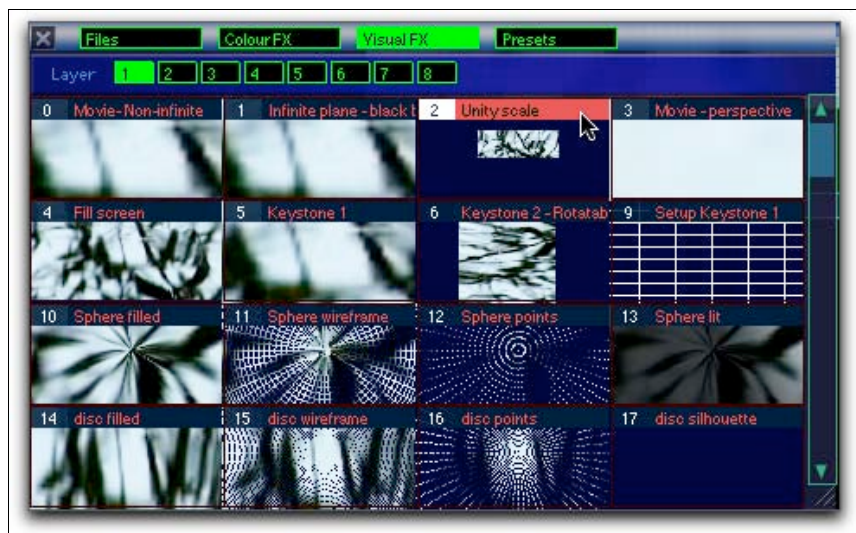 Files Colour FX Visual FX Presets
Layer 1 2 3 4 5 6 7 8
0 Movie-Non-infinite 1 Infinite plane - black b 2 Unity scale 3 Movie - perspective
4 Fill screen 5 Keystone 1 6 Keystone 2 - Rotatab 9 Setup Keystone 1
10 Sphere filled 11 Sphere wireframe 12 Sphere points 13 Sphere lit
14 disc filled 15 disc wireframe 16 disc points 17 disc silhouette